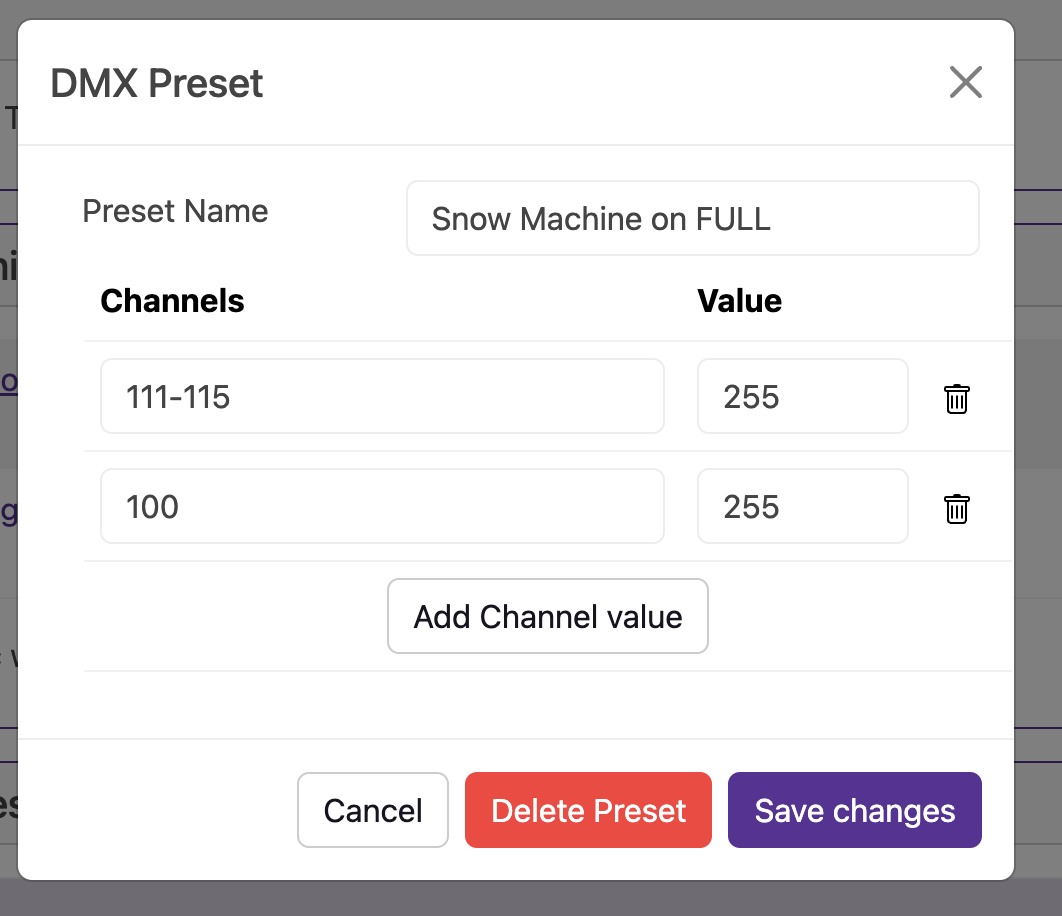 DMX Preset
Preset Name
Snow Machine on FULL
Channels Value
111-115 255
100 255
Add Channel value
Cancel Delete Preset Save changes